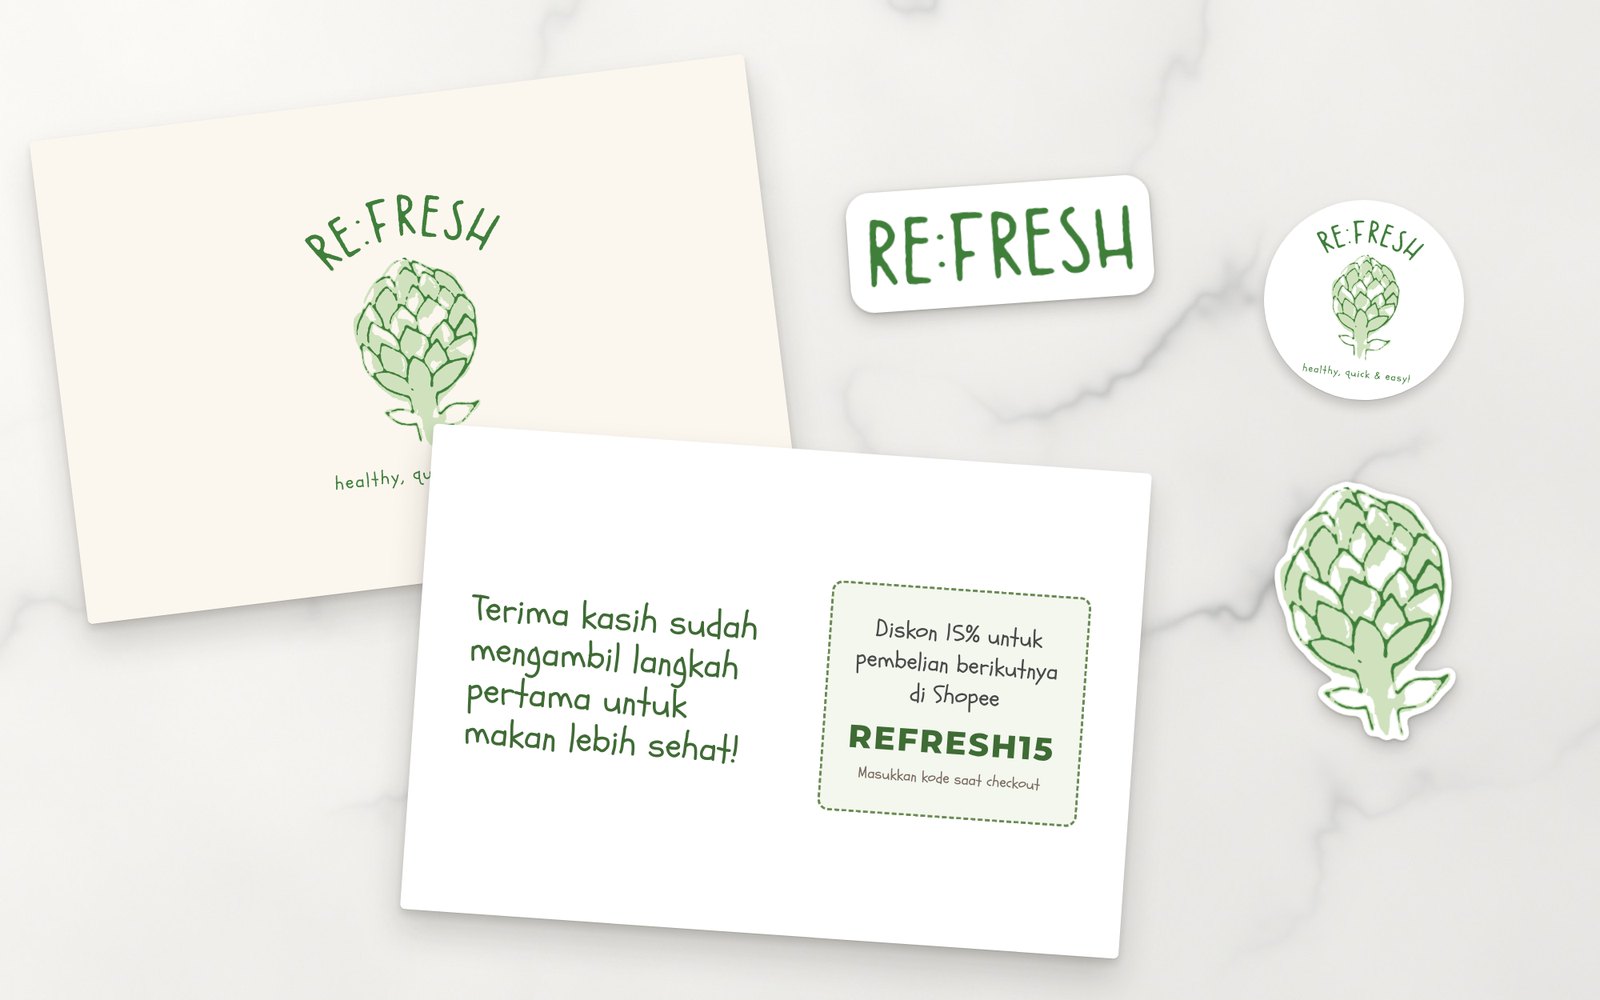 RE:FRESH
healthy,
RE:FRESH
RE:FRESH
healthy, quick & easy!
Terima kasih sudah
mengambil langkah
pertama untuk
makan lebih sehat!
Diskon 15% untuk
pembelian berikutnya
di Shopee
REFRESH15
Masukkan kode saat checkout